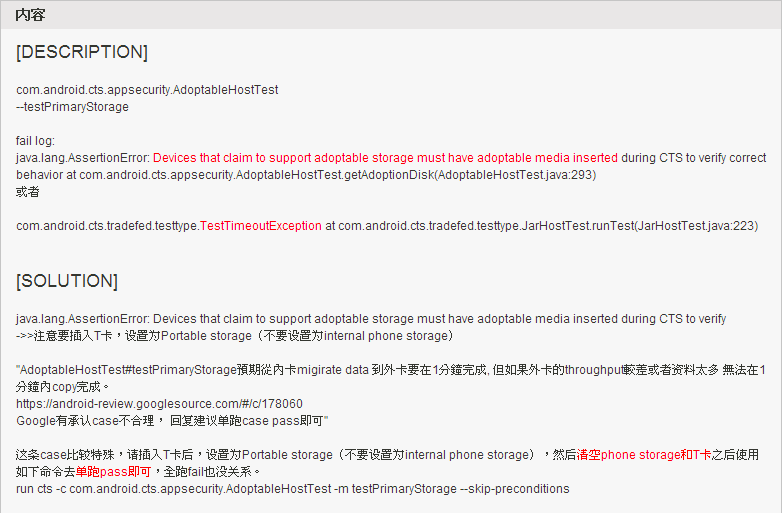 内容
[DESCRIPTION]
com.android.cts.appsecurity.AdoptableHostTest
--testPrimaryStorage
fail log:
java.lang.AssertionError: Devices that claim to support adoptable storage must have adoptable media inserted during CTS to verify correct
behavior at com.android.cts.appsecurity.AdoptableHostTest.getAdoptionDisk(AdoptableHostTest.java:293)
或者
com.android.cts.tradefed.testtype.TestTimeoutException at com.android.cts.tradefed.testtype.JarHostTest.runTest(JarHostTest.java:223)
[SOLUTION]
java.lang.AssertionError: Devices that claim to support adoptable storage must have adoptable media inserted during CTS to verify
->>注意要插入T卡，设置为Portable storage（不要设置为internal phone storage）
"AdoptableHostTest#testPrimaryStorage預期從內卡migirate data 到外卡要在1分鐘完成, 但如果外卡的throughput較差或者资料太多 無法在1
分鐘內copy完成。
https://android-review.googlesource.com/#/c/178060
Google有承认case不合理， 回复建议单跑case pass即可"
这条case比较特殊，请插入T卡后，设置为Portable storage（不要设置为internal phone storage），然后清空phone storage和T卡之后使用
如下命令去单跑pass即可，全跑fail也没关系。
run cts -c com.android.cts.appsecurity.AdoptableHostTest -m testPrimaryStorage --skip-preconditions